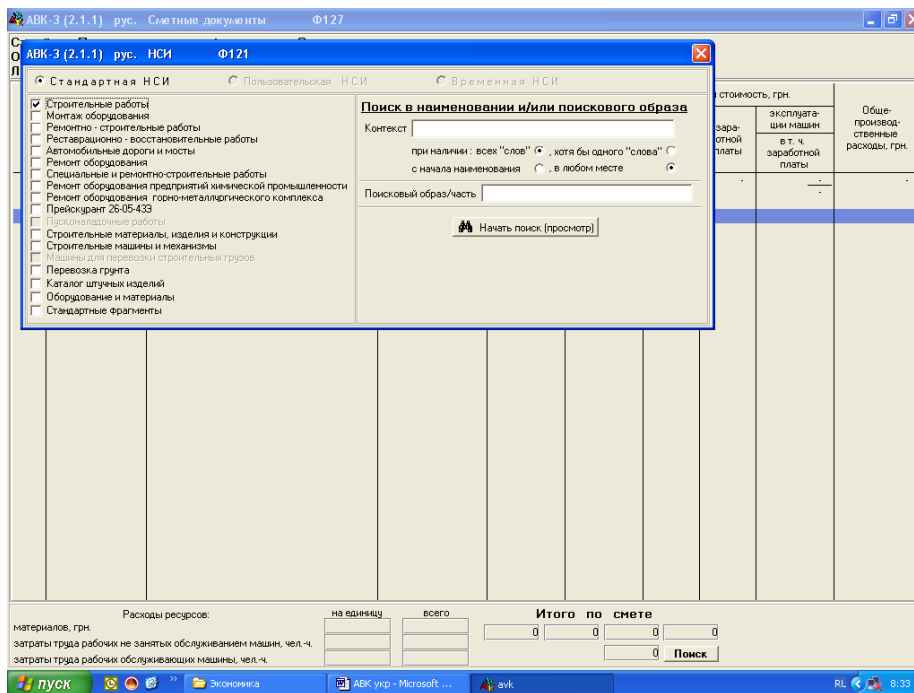 АВК-3 (2.1.1) рус. Сметные документы Ф127
АВК-3 (2.1.1) рус. НСИ Ф121
Стандартная НСИ Пользовательская НСИ Временная НСИ
Строительные работы
Монтаж оборудования
Ремонтно - строительные работы
Реставрационно - восстановительные работы
Автомобильные дороги и мосты
Ремонт оборудования
Специальные и ремонтно-строительные работы
Ремонт оборудования предприятий химической промышленности
Ремонт оборудования горно-металлургического комплекса
Прейскурант 26-05-43Э
Пусконаладочные работы
Строительные материалы, изделия и конструкции
Строительные машины и механизмы
Машины для перевозки строительных грузов
Перевозка грунта
Каталог штучных изделий
Оборудование и материалы
Стандартные фрагменты
Поиск в наименовании и/или поискового образа
Контекст
при наличии : всех "слов" , хотя бы одного "слова"
с начала наименования , в любом месте
Поисковый образ/часть
Начать поиск (просмотр)
стоимость, грн.
зара-
отной
платы
эксплуата-
ции машин
в т. ч.
заработной
платы
Обще-
производ-
ственные
расходы, грн.
Расходы ресурсов: на единицу всего Итого по смете
материалов, грн.
0 0 0 0
затраты труда рабочих не занятых обслуживанием машин, чел.-ч.
0 Поиск
затраты труда рабочих обслуживающих машины, чел.-ч.
пуск Экономика АВК укр - Microsoft ... avk RU 8:33